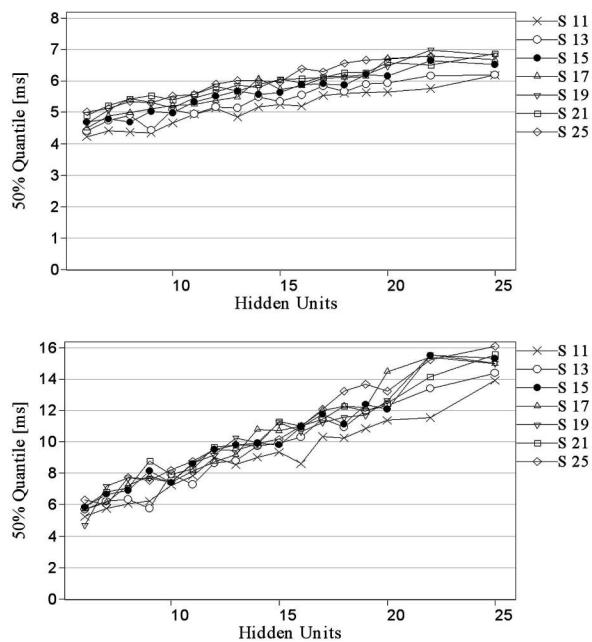 8
7
6
5
4
3
2
1
0
50% Quantile [ms]
10 15 20 25
Hidden Units
S 11
S 13
S 15
S 17
S 19
S 21
S 25
16
14
12
10
8
6
4
2
0
50% Quantile [ms]
10 15 20 25
Hidden Units
S 11
S 13
S 15
S 17
S 19
S 21
S 25